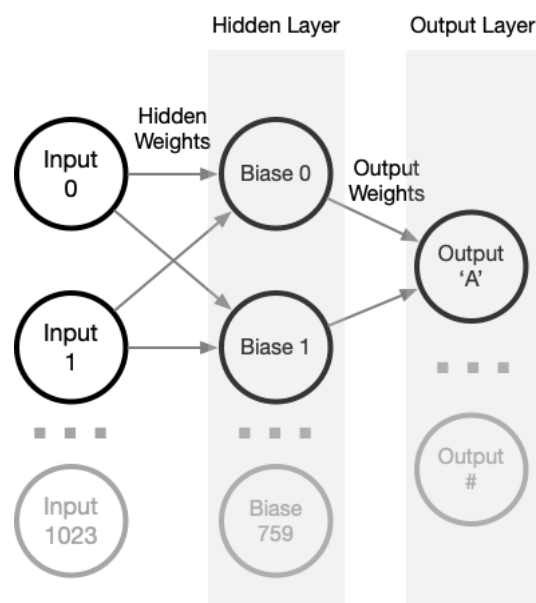 Hidden Layer
Output Layer
Hidden
Weights
Input
0
Biase 0
Output
Weights
Output
‘A’
Input
1
Biase 1
Input
1023
Biase
759
Output
#